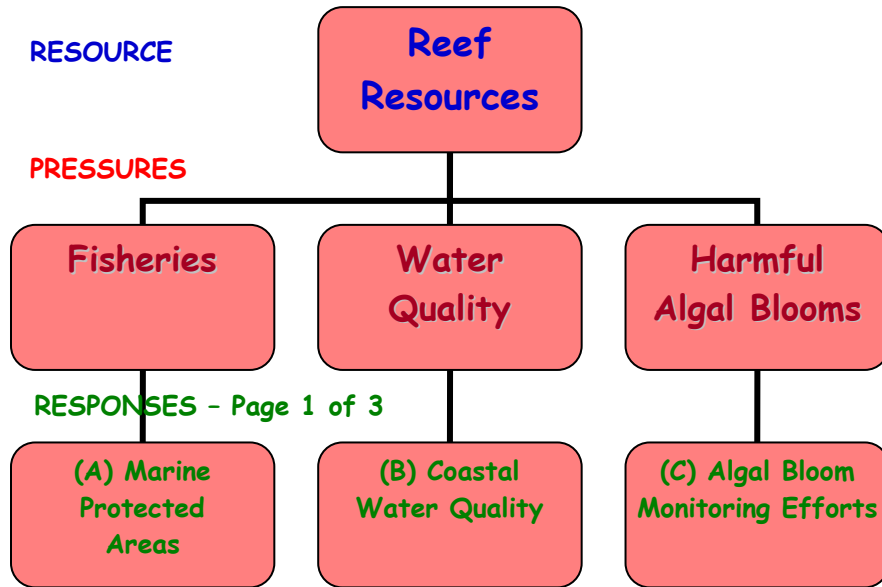 RESOURCE
Reef
Resources
PRESSURES
Fisheries
Water
Quality
Harmful
Algal Blooms
RESPONSES – Page 1 of 3
(A) Marine
Protected
Areas
(B) Coastal
Water Quality
(C) Algal Bloom
Monitoring Efforts